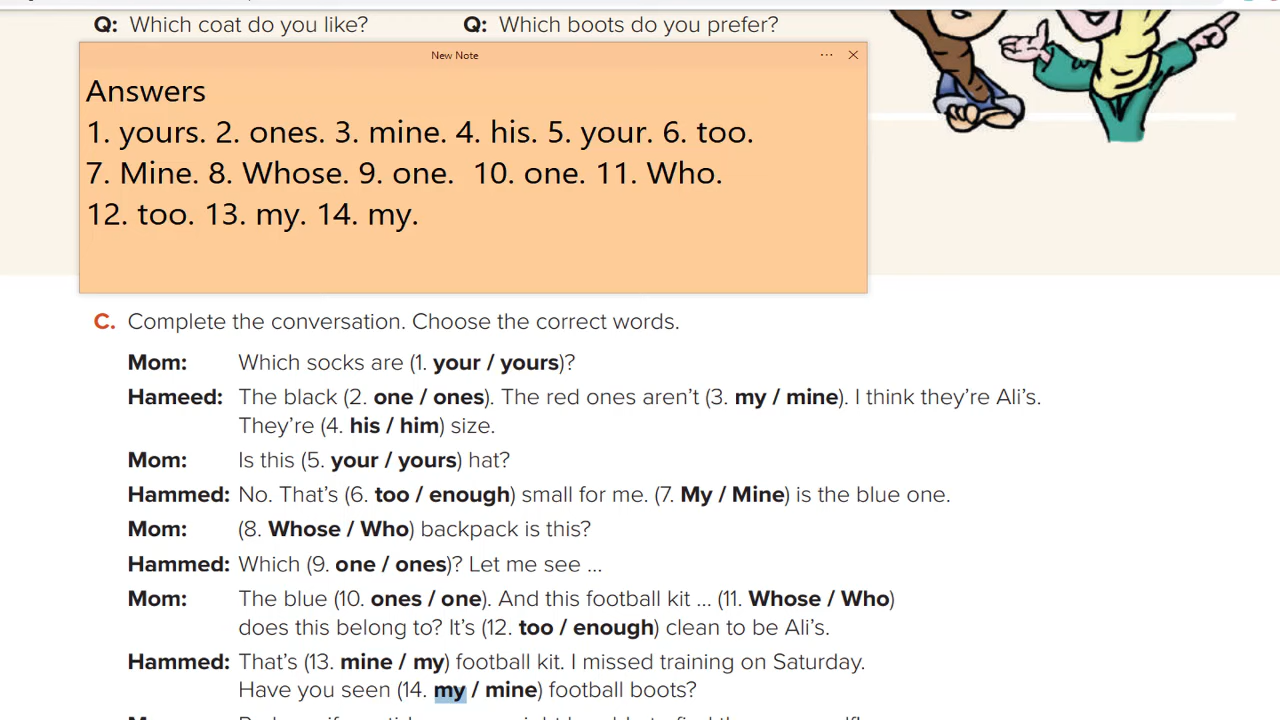 Q: Which coat do you like? Q: Which boots do you prefer?
New Note
Answers
1. yours. 2. ones. 3. mine. 4. his. 5. your. 6. too.
7. Mine. 8. Whose. 9. one.  10. one. 11. Who.
12. too. 13. my. 14. my.
C. Complete the conversation. Choose the correct words.
Mom: Which socks are (1. your / yours)?
Hameed: The black (2. one / ones). The red ones aren't (3. my / mine). I think they're Ali's.
They're (4. his / him) size.
Mom: Is this (5. your / yours) hat?
Hammed: No. That's (6. too / enough) small for me. (7. My / Mine) is the blue one.
Mom: (8. Whose / Who) backpack is this?
Hammed: Which (9. one / ones)? Let me see ...
Mom: The blue (10. ones / one). And this football kit ... (11. Whose / Who)
does this belong to? It's (12. too / enough) clean to be Ali's.
Hammed: That's (13. mine / my) football kit. I missed training on Saturday.
Have you seen (14. my / mine) football boots?